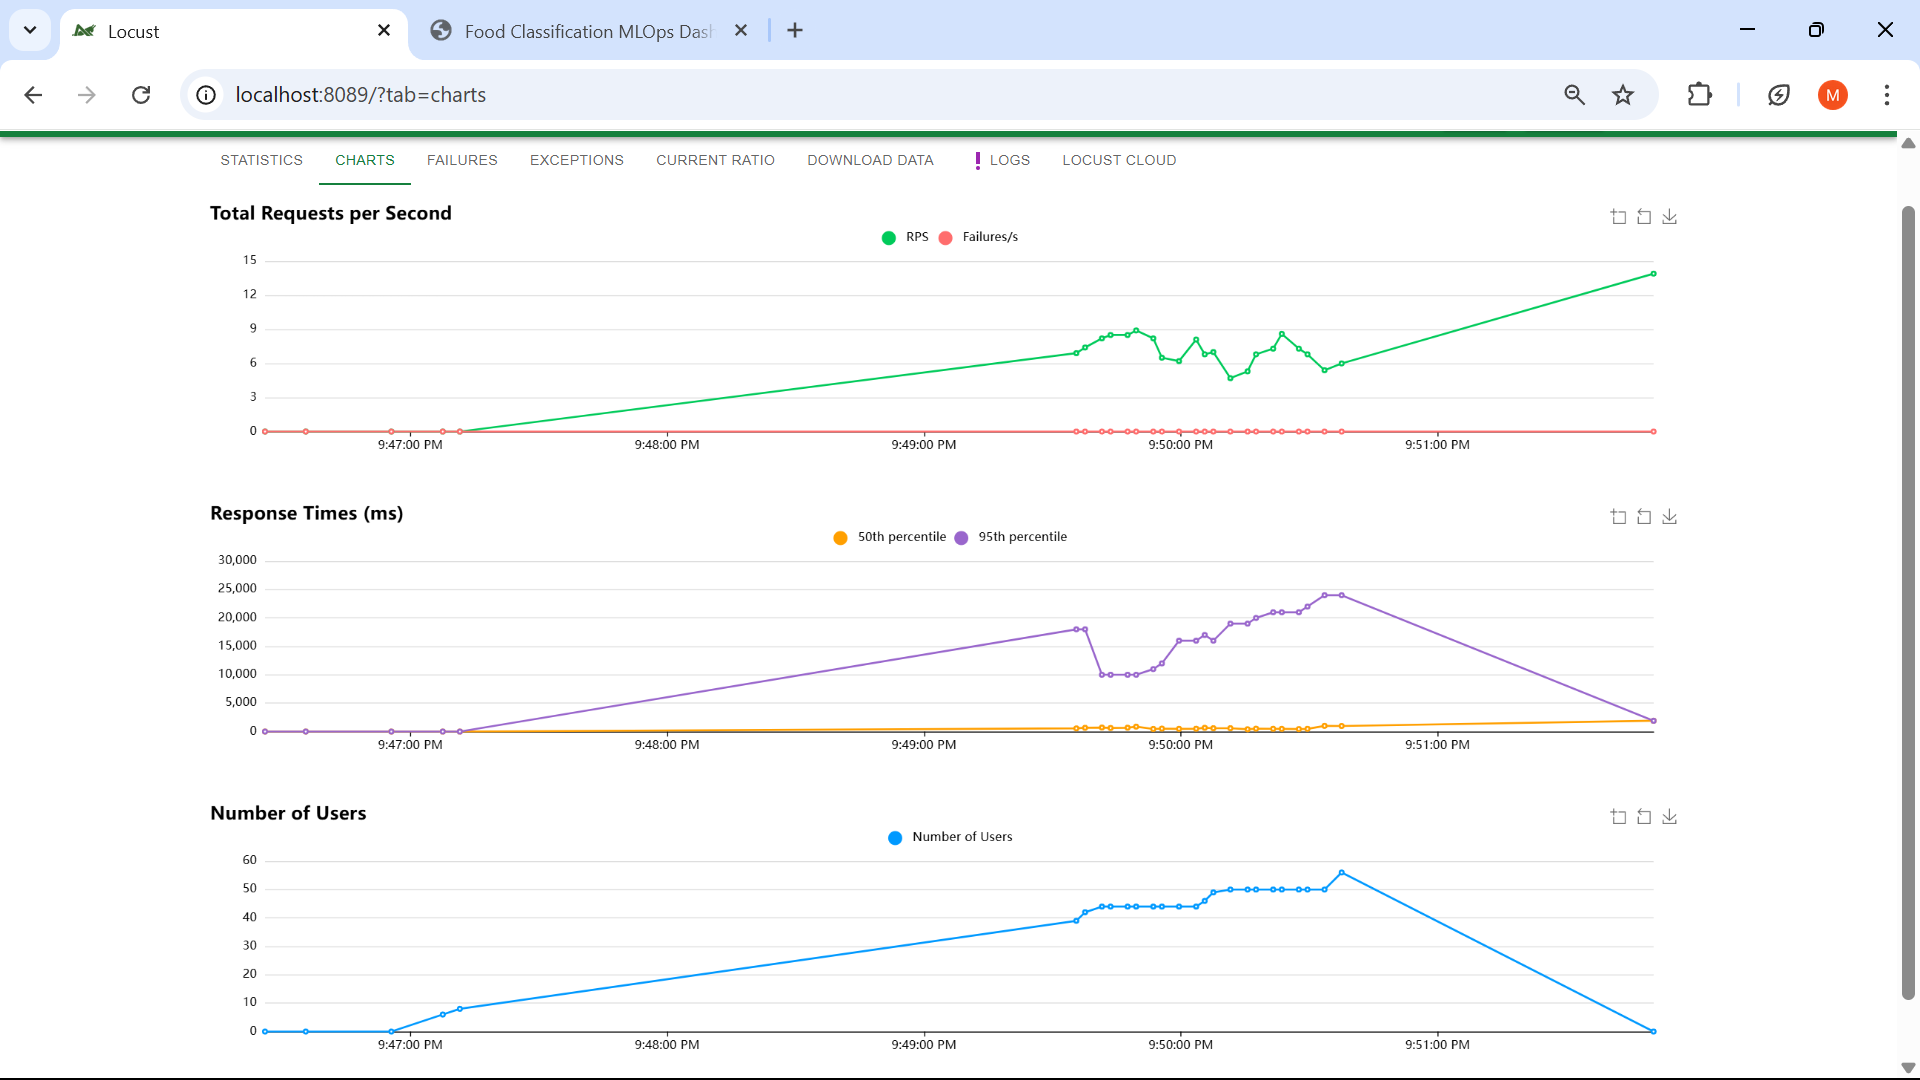 Locust
Food Classification MLOps Das
localhost:8089/?tab=charts
M
STATISTICS CHARTS FAILURES EXCEPTIONS CURRENT RATIO DOWNLOAD DATA LOGS LOCUST CLOUD
Total Requests per Second
RPS Failures/s
15
12
9
6
3
0
9:47:00 PM 9:48:00 PM 9:49:00 PM 9:50:00 PM 9:51:00 PM
Response Times (ms)
50th percentile 95th percentile
30,000
25,000
20,000
15,000
10,000
5,000
0
9:47:00 PM 9:48:00 PM 9:49:00 PM 9:50:00 PM 9:51:00 PM
Number of Users
Number of Users
60
50
40
30
20
10
0
9:47:00 PM 9:48:00 PM 9:49:00 PM 9:50:00 PM 9:51:00 PM